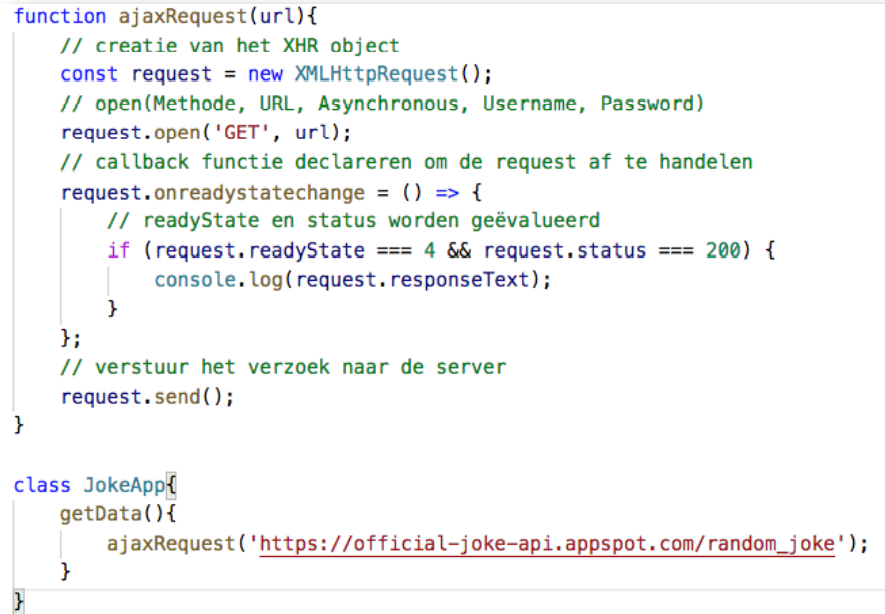 function ajaxRequest(url){
    // creatie van het XHR object
    const request = new XMLHttpRequest();
    // open(Methode, URL, Asynchronous, Username, Password)
    request.open('GET', url);
    // callback functie declareren om de request af te handelen
    request.onreadystatechange = () => {
        // readyState en status worden geëvalueerd
        if (request.readyState === 4 && request.status === 200) {
            console.log(request.responseText);
        }
    };
    // verstuur het verzoek naar de server
    request.send();
}

class JokeApp{
    getData(){
        ajaxRequest('https://official-joke-api.appspot.com/random_joke');
    }
}